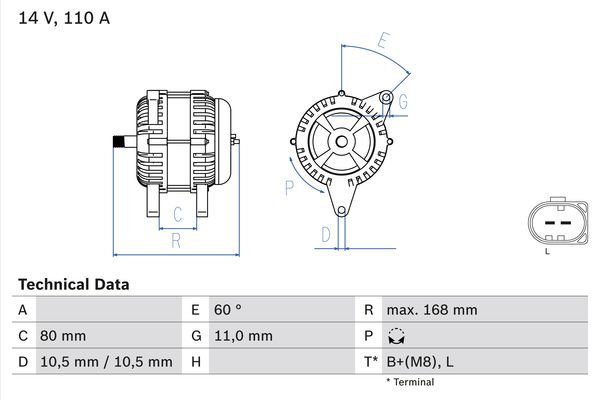 14 V, 110 A
E
G
P
C
R
D
L
Technical Data
A E 60 ° R max. 168 mm
C 80 mm G 11,0 mm P
D 10,5 mm / 10,5 mm H T* B+(M8), L
* Terminal